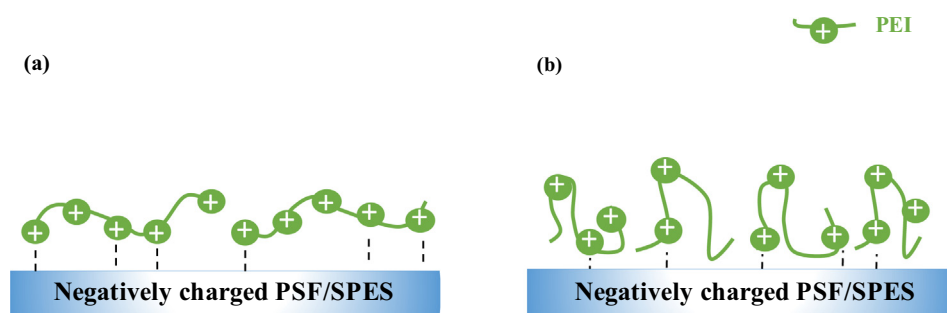 PEI
(a)
(b)
Negatively charged PSF/SPES
Negatively charged PSF/SPES